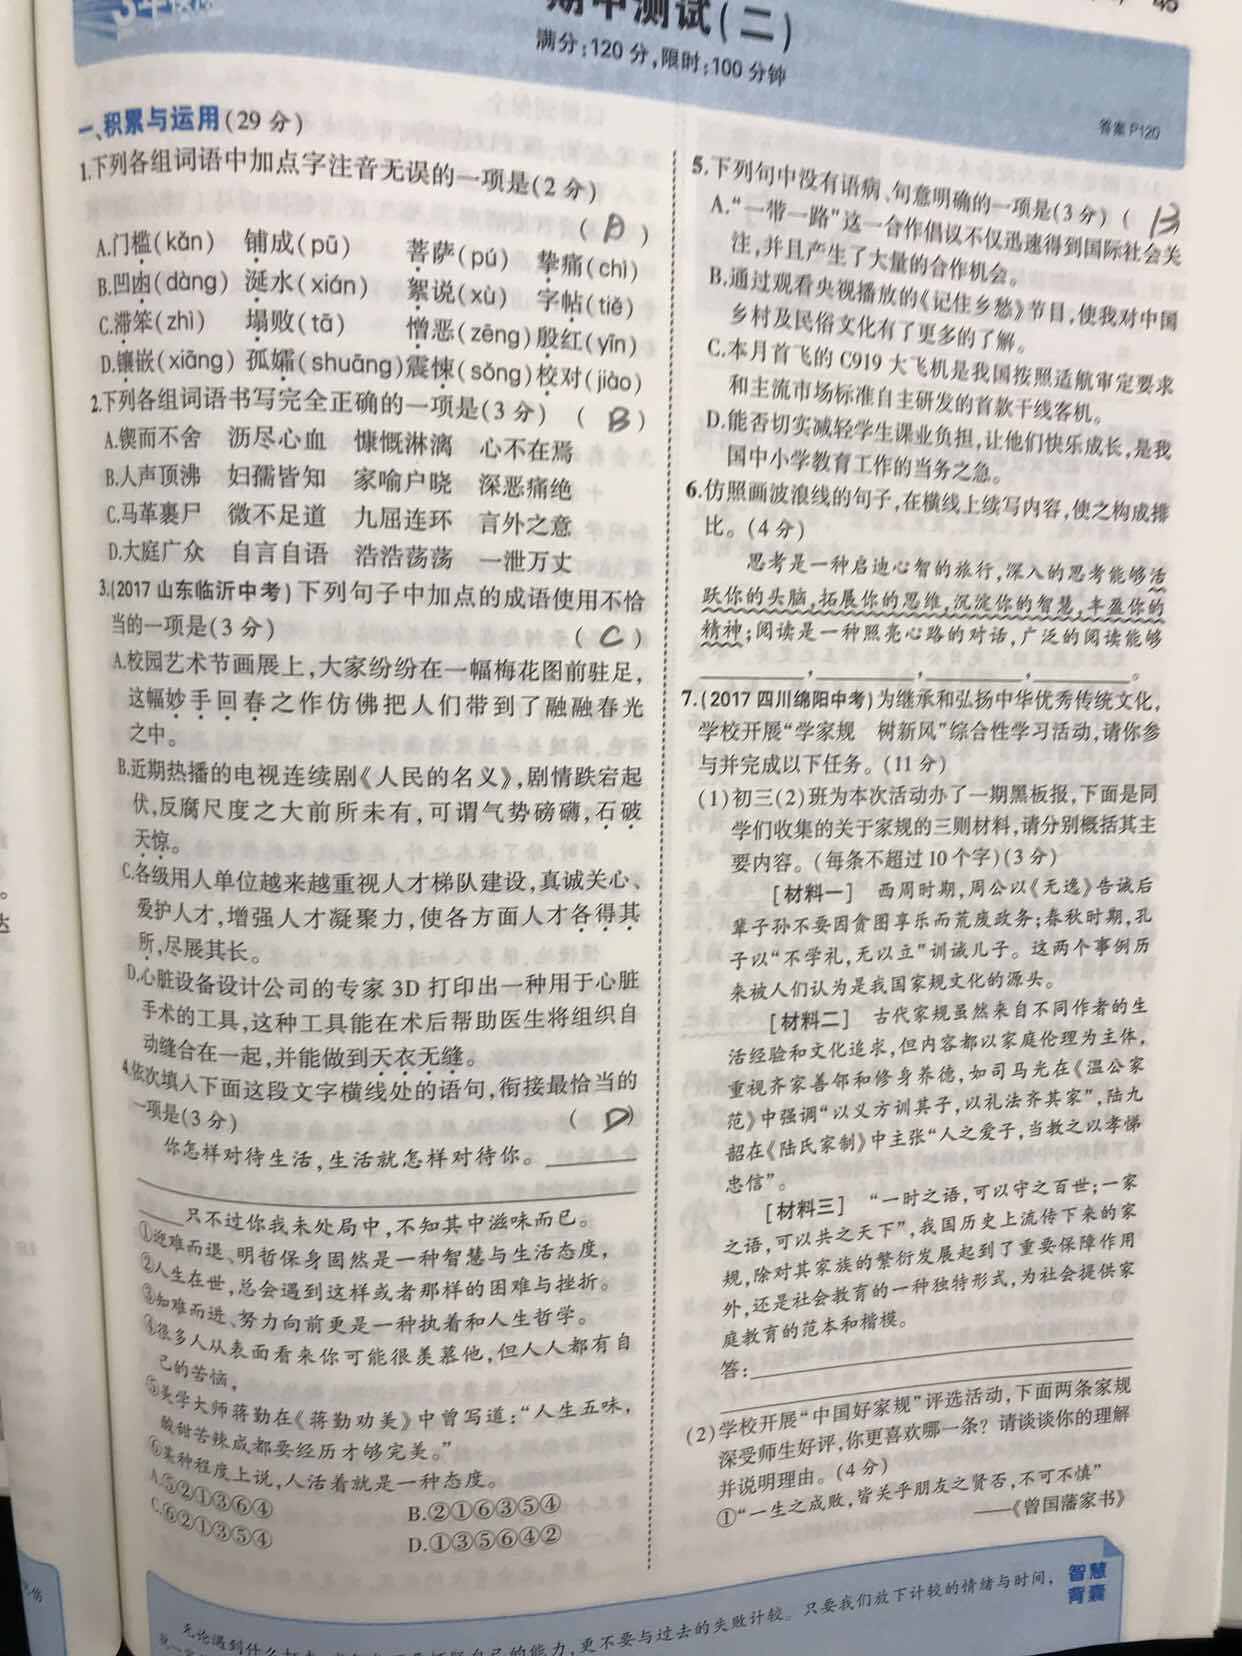 期中测试(二)
满分:120分,限时:100分钟
答案P120
一、积累与运用(29分)
1.下列各组词语中加点字注音无误的一项是(2分)
( B )
A.门槛(kǎn) 铺成(pū) 菩萨(pú) 挚痛(chì)
B.凹凼(dàng) 涎水(xián) 絮说(xù) 字帖(tiě)
C.滞笨(zhì) 塌败(tā) 憎恶(zēng) 殷红(yīn)
D.镶嵌(xiāng) 孤孀(shuāng) 震悚(sǒng) 校对(jiào)
2.下列各组词语书写完全正确的一项是(3分) ( B )
A.锲而不舍 沥尽心血 慷慨淋漓 心不在焉
B.人声顶沸 妇孺皆知 家喻户晓 深恶痛绝
C.马革裹尸 微不足道 九屈连环 言外之意
D.大庭广众 自言自语 浩浩荡荡 一泄万丈
3.(2017山东临沂中考)下列句子中加点的成语使用不恰
当的一项是(3分) ( C )
A.校园艺术节画展上,大家纷纷在一幅梅花图前驻足,
这幅妙手回春之作仿佛把人们带到了融融春光
之中。
B.近期热播的电视连续剧《人民的名义》,剧情跌宕起
伏,反腐尺度之大前所未有,可谓气势磅礴,石破
天惊。
C.各级用人单位越来越重视人才梯队建设,真诚关心、
爱护人才,增强人才凝聚力,使各方面人才各得其
所,尽展其长。
D.心脏设备设计公司的专家3D打印出一种用于心脏
手术的工具,这种工具能在术后帮助医生将组织自
动缝合在一起,并能做到天衣无缝。
4.依次填入下面这段文字横线处的语句,衔接最恰当的
一项是(3分) ( D )
你怎样对待生活,生活就怎样对待你。
只不过你我未处局中,不知其中滋味而已。
①迎难而退、明哲保身固然是一种智慧与生活态度,
②人生在世,总会遇到这样或者那样的困难与挫折。
③知难而进、努力向前更是一种执着和人生哲学。
④很多人从表面看来你可能很羡慕他,但人人都有自
己的苦恼,
⑤美学大师蒋勤在《蒋勤劝美》中曾写道:“人生五味,
酸甜苦辣咸都要经历才够完美。”
⑥某种程度上说,人活着就是一种态度。
A.⑤②①③⑥④ B.②①⑥③⑤④
C.⑥②①③⑤④ D.①③⑤⑥④②
5.下列句中没有语病、句意明确的一项是(3分) ( B
A.“一带一路”这一合作倡议不仅迅速得到国际社会关
注,并且产生了大量的合作机会。
B.通过观看央视播放的《记住乡愁》节目,使我对中国
乡村及民俗文化有了更多的了解。
C.本月首飞的C919大飞机是我国按照适航审定要求
和主流市场标准自主研发的首款干线客机。
D.能否切实减轻学生课业负担,让他们快乐成长,是我
国中小学教育工作的当务之急。
6.仿照画波浪线的句子,在横线上续写内容,使之构成排
比。(4分)
思考是一种启迪心智的旅行,深入的思考能够活
跃你的头脑,拓展你的思维,沉淀你的智慧,丰盈你的
精神;阅读是一种照亮心路的对话,广泛的阅读能够
, , , 。
7.(2017四川绵阳中考)为继承和弘扬中华优秀传统文化,
学校开展“学家规 树新风”综合性学习活动,请你参
与并完成以下任务。(11分)
(1)初三(2)班为本次活动办了一期黑板报,下面是同
学们收集的关于家规的三则材料,请分别概括其主
要内容。(每条不超过10个字)(3分)
[材料一] 西周时期,周公以《无逸》告诫后
辈子孙不要因贪图享乐而荒废政务;春秋时期,孔
子以“不学礼,无以立”训诫儿子。这两个事例历
来被人们认为是我国家规文化的源头。
[材料二] 古代家规虽然来自不同作者的生
活经验和文化追求,但内容都以家庭伦理为主体,
重视齐家善邻和修身养德,如司马光在《温公家
范》中强调“以义方训其子,以礼法齐其家”,陆九
韶在《陆氏家制》中主张“人之爱子,当教之以孝悌
忠信”。
[材料三] “一时之语,可以守之百世;一家
之语,可以共之天下”,我国历史上流传下来的家
规,除对其家族的繁衍发展起到了重要保障作用
外,还是社会教育的一种独特形式,为社会提供家
庭教育的范本和楷模。
答:
(2)学校开展“中国好家规”评选活动,下面两条家规
深受师生好评,你更喜欢哪一条?请谈谈你的理解
并说明理由。(4分)
①“一生之成败,皆关乎朋友之贤否,不可不慎”
——《曾国藩家书》
智慧
背囊
无论遇到什么
自己的能力,更不要与过去的失败计较。只要我们放下计较的情绪与时间,